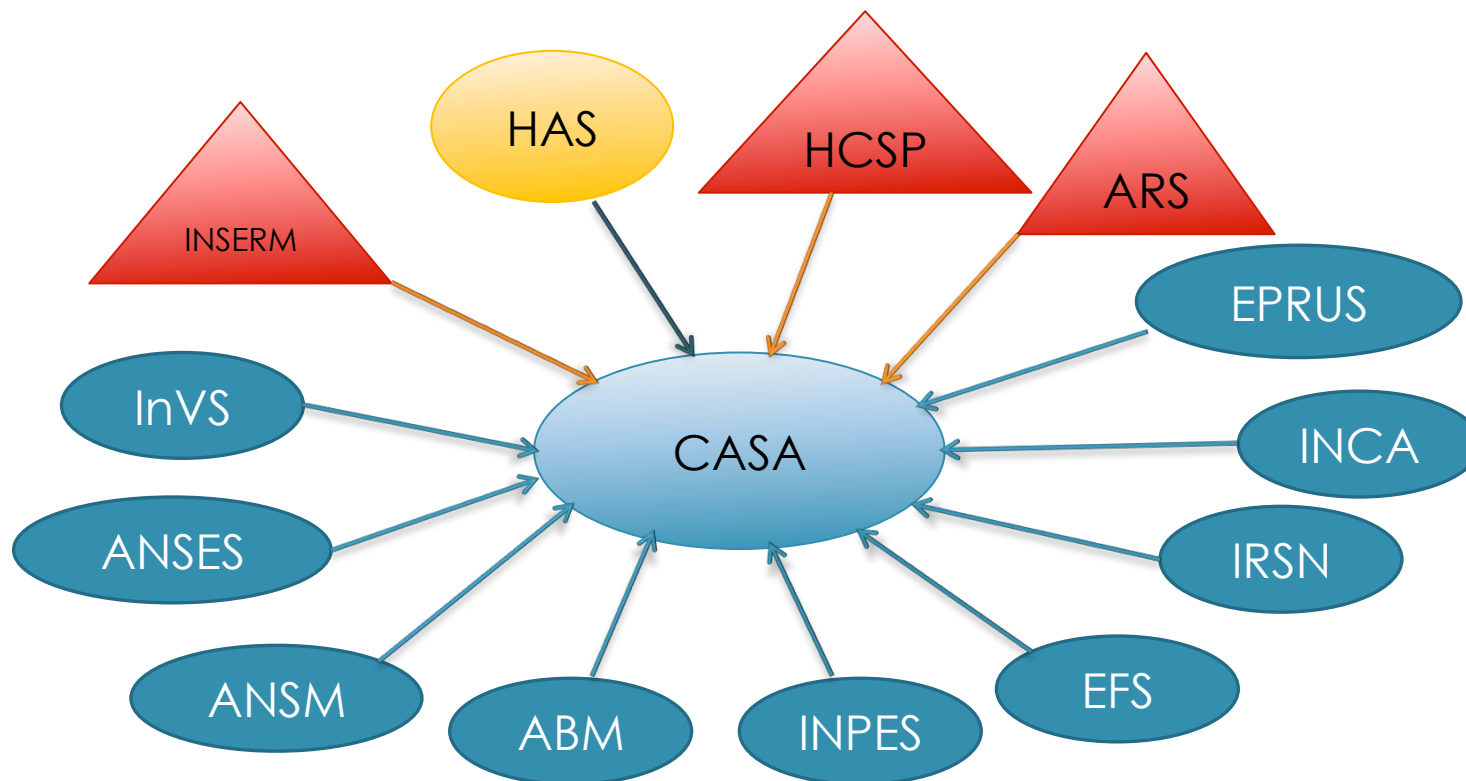 HAS
HCSP
ARS
INSERM
EPRUS
InVS
CASA
INCA
ANSES
IRSN
ANSM
EFS
ABM
INPES